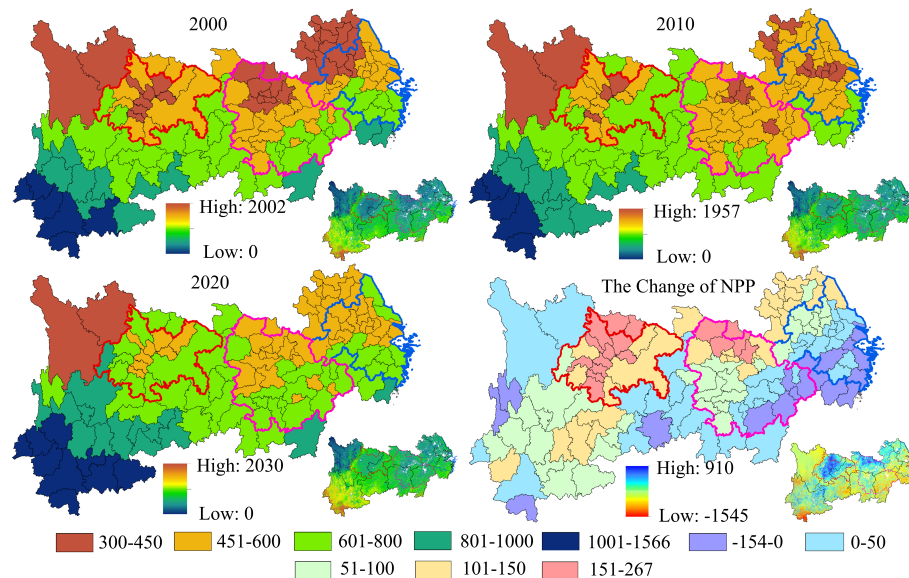 2000
2010
High: 2002
Low: 0
High: 1957
Low: 0
2020
The Change of NPP
High: 2030
Low: 0
High: 910
Low: -1545
300-450
451-600
601-800
801-1000
1001-1566
-154-0
0-50
51-100
101-150
151-267